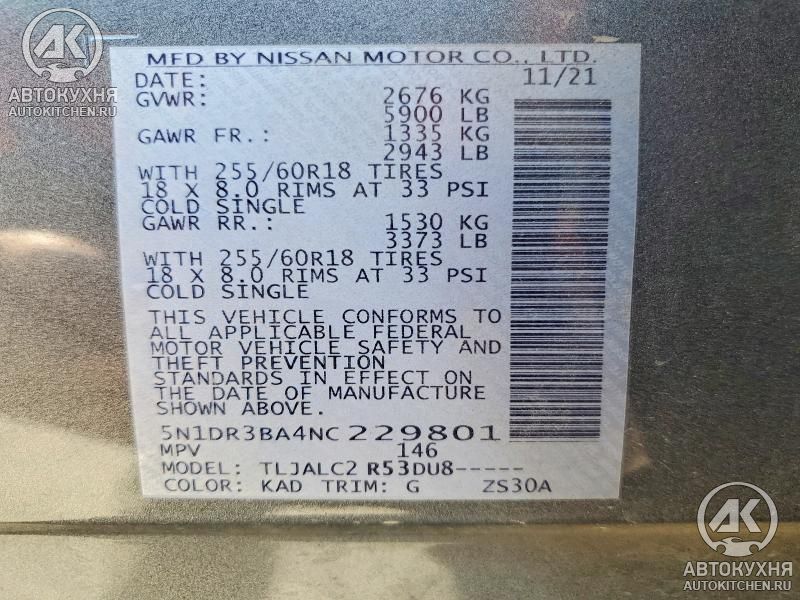 АК
АВТОКУХНЯ
AUTOKITCHEN.RU
MFD BY NISSAN MOTOR CO., LTD.
DATE: 11/21
GVWR: 2676 KG
5900 LB
GAWR FR.: 1335 KG
2943 LB
WITH 255/60R18 TIRES
18 X 8.0 RIMS AT 33 PSI
COLD SINGLE
GAWR RR.: 1530 KG
3373 LB
WITH 255/60R18 TIRES
18 X 8.0 RIMS AT 33 PSI
COLD SINGLE
THIS VEHICLE CONFORMS TO
ALL APPLICABLE FEDERAL
MOTOR VEHICLE SAFETY AND
THEFT PREVENTION
STANDARDS IN EFFECT ON
THE DATE OF MANUFACTURE
SHOWN ABOVE.
5N1DR3BA4NC 229801
MPV 146
MODEL: TLJALC2 R53DU8-----
COLOR: KAD TRIM: G ZS30A
АК
АВТОКУХНЯ
AUTOKITCHEN.RU